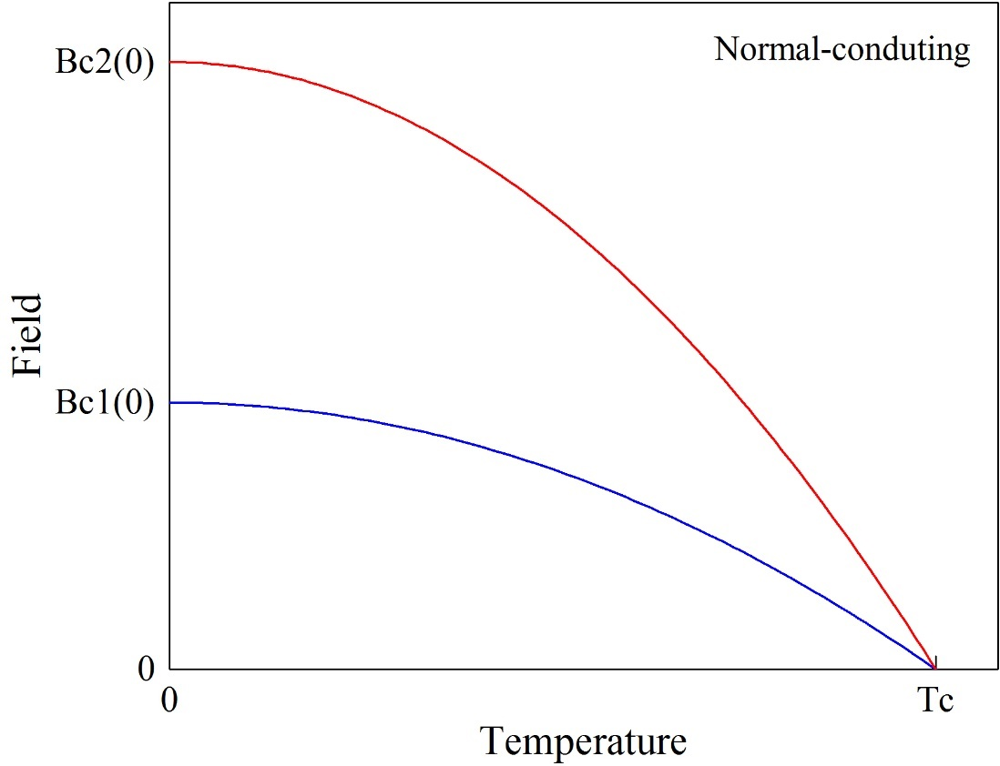 Bc2(0)
Normal-conduting
Field
Bc1(0)
0
0
Tc
Temperature